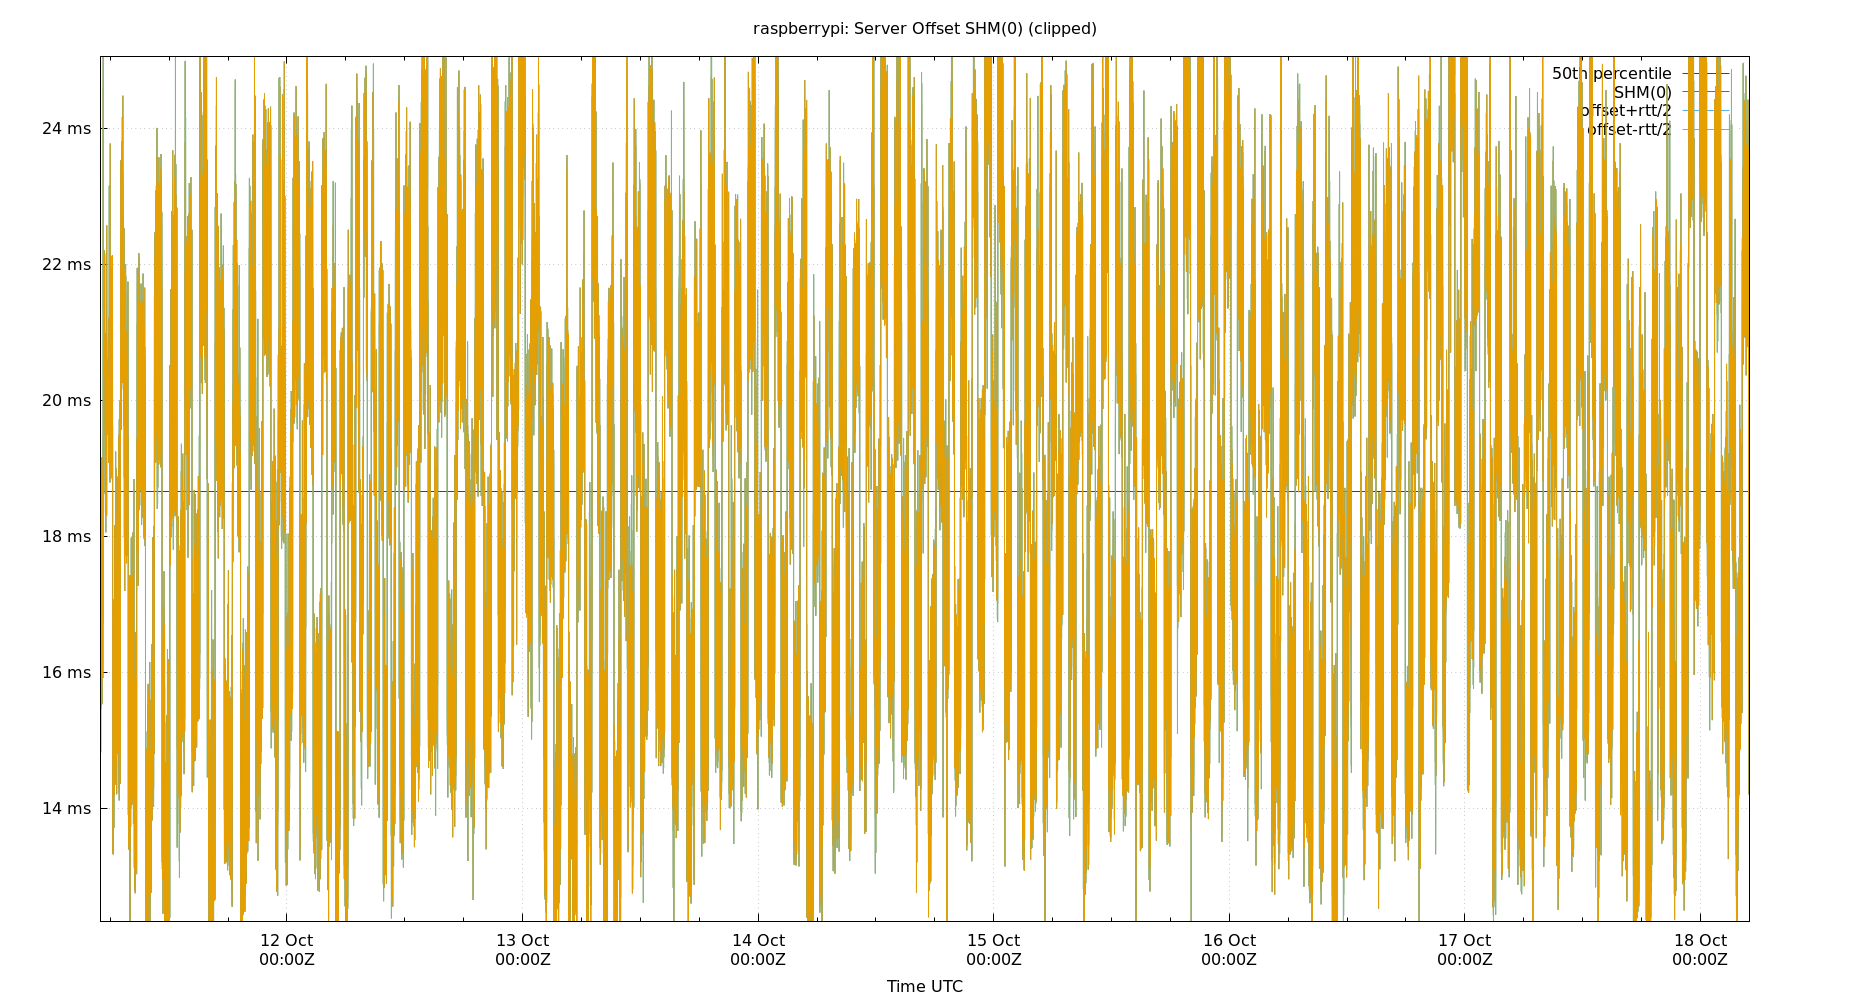 raspberrypi: Server Offset SHM(0) (clipped)
50th percentile
SHM(0)
offset+rtt/2
offset-rtt/2
24 ms
22 ms
20 ms
18 ms
16 ms
14 ms
12 Oct 13 Oct 14 Oct 15 Oct 16 Oct 17 Oct 18 Oct
00:00Z 00:00Z 00:00Z 00:00Z 00:00Z 00:00Z 00:00Z
Time UTC